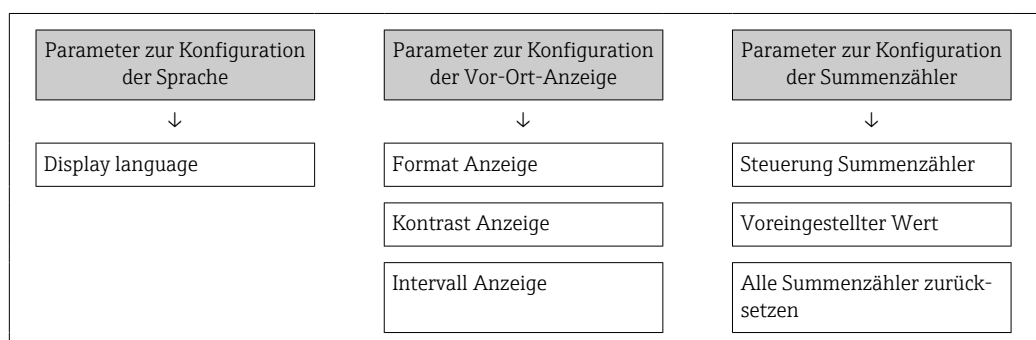 Parameter zur Konfiguration
der Sprache
↓
Display language
Parameter zur Konfiguration
der Vor-Ort-Anzeige
↓
Format Anzeige
Kontrast Anzeige
Intervall Anzeige
Parameter zur Konfiguration
der Summenzähler
↓
Steuerung Summenzähler
Voreingestellter Wert
Alle Summenzähler zurück-
setzen